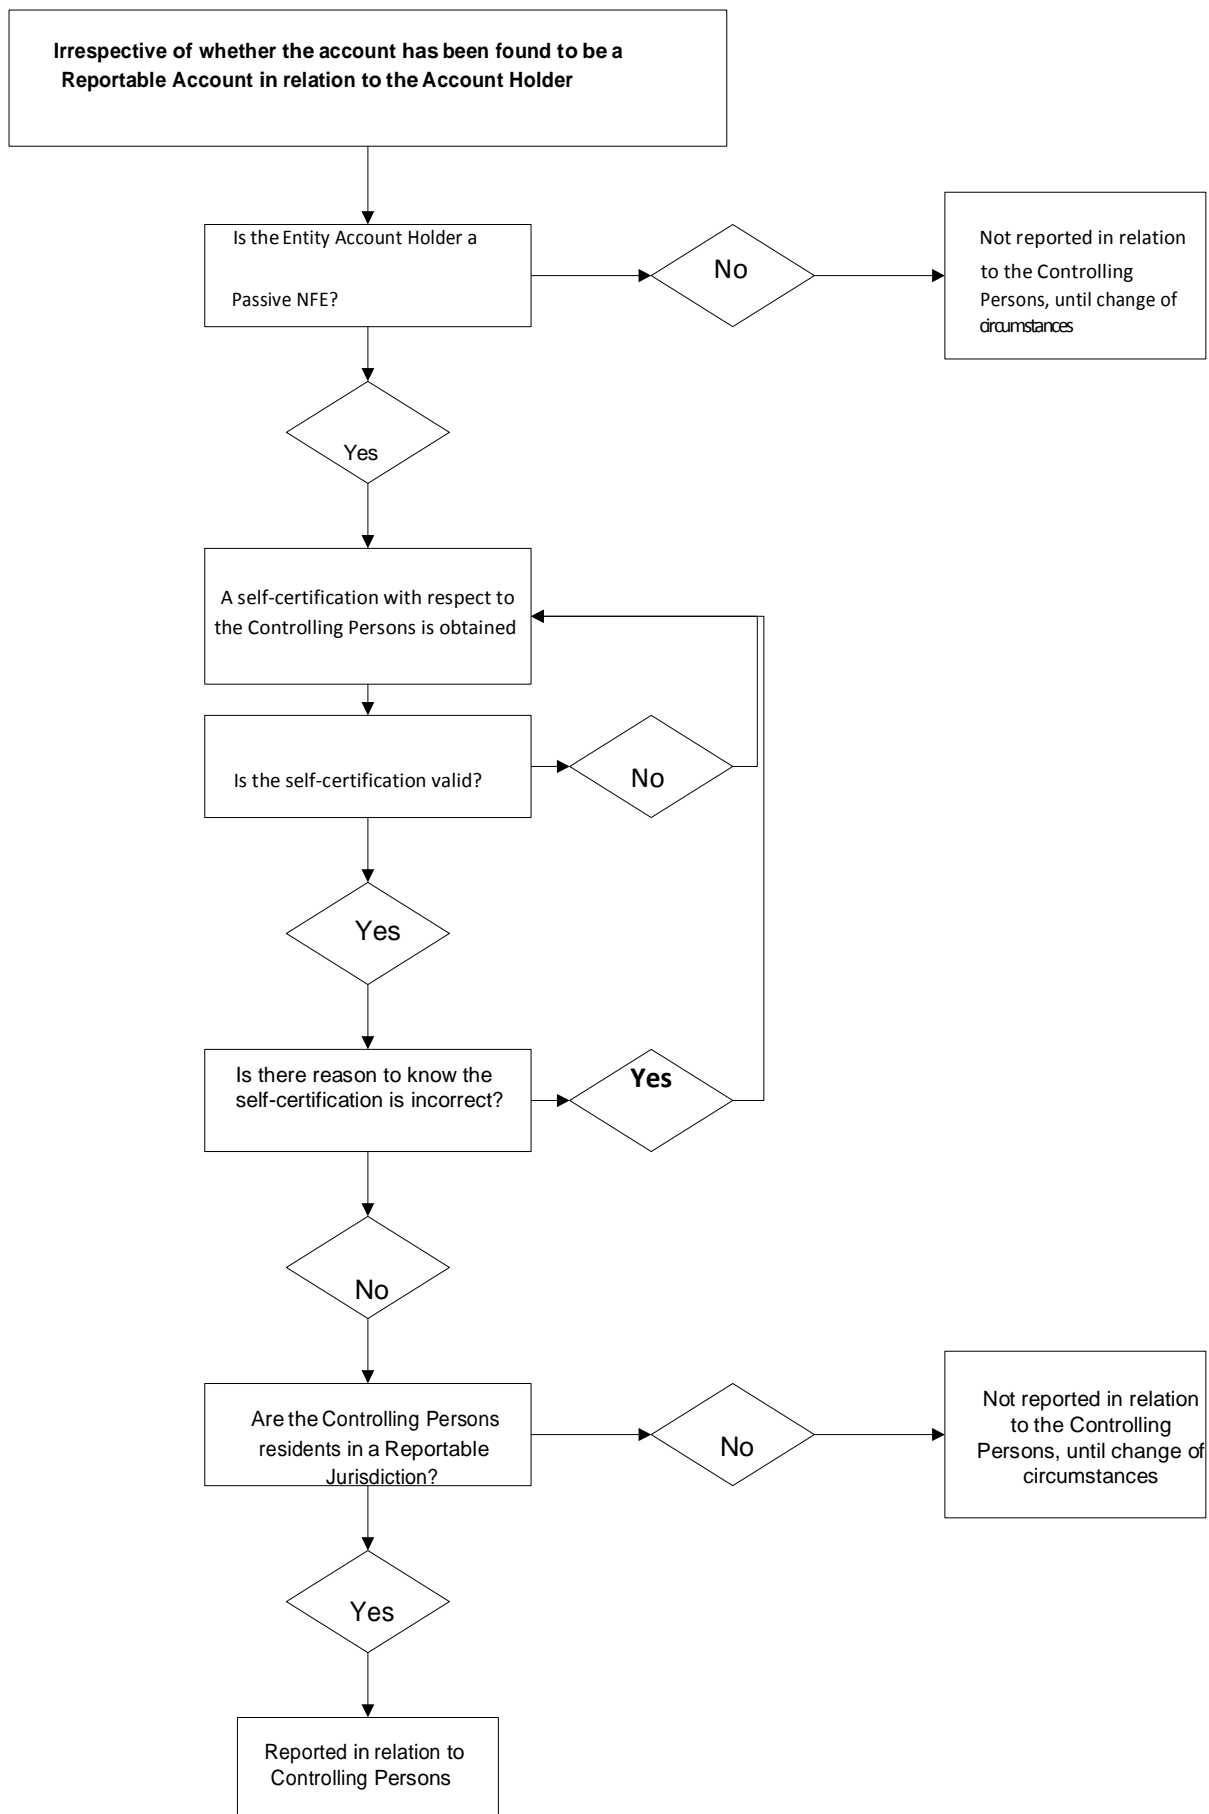 Irrespective of whether the account has been found to be a
Reportable Account in relation to the Account Holder
Is the Entity Account Holder a
Passive NFE?
No
Not reported in relation
to the Controlling
Persons, until change of
circumstances
Yes
A self-certification with respect to
the Controlling Persons is obtained
Is the self-certification valid?
No
Yes
Is there reason to know the
self-certification is incorrect?
Yes
No
Are the Controlling Persons
residents in a Reportable
Jurisdiction?
No
Not reported in relation
to the Controlling
Persons, until change of
circumstances
Yes
Reported in relation to
Controlling Persons